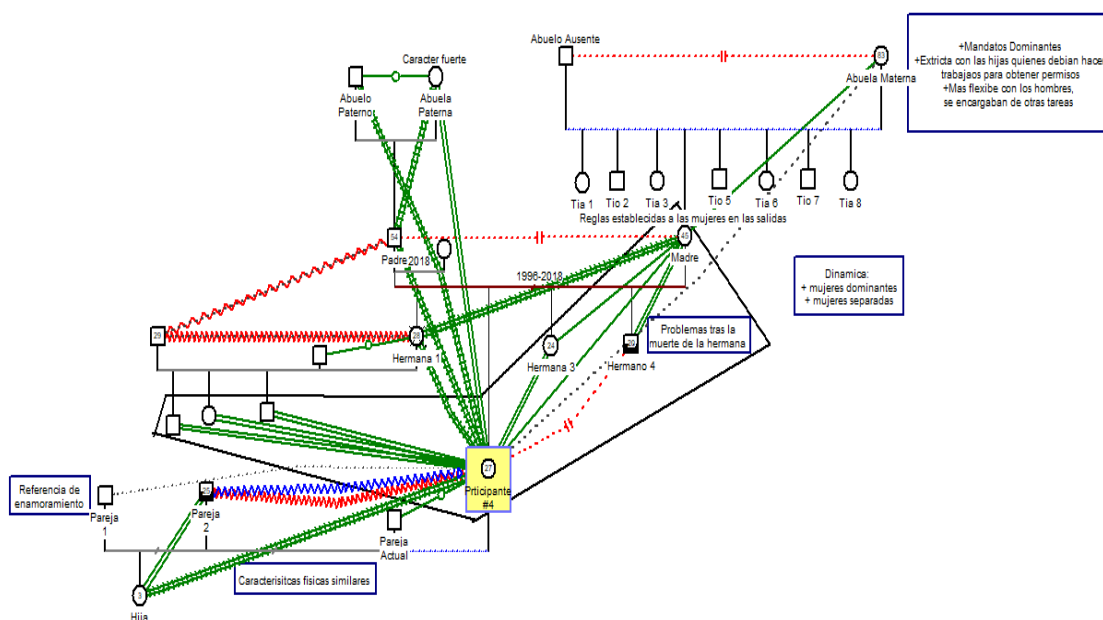 Abuelo Ausente
83
Abuela Materna
+Mandatos Dominantes
+Extricta con las hijas quienes debian hacer
trabajaos para obtener permisos
+Mas flexible con los hombres,
se encargaban de otras tareas
Caracter fuerte
Abuelo
Paterno
Abuela
Paterna
Tia 1
Tio 2
Tia 3
Tio 5
Tia 6
Tio 7
Tia 8
Reglas establecidas a las mujeres en las salidas
54
Padre
2018
Madre
1996-2018
Dinamica:
+ mujeres dominantes
+ mujeres separadas
29
28
Hermana 1
24
Hermana 3
20
Hermano 4
Problemas tras la
muerte de la hermana
27
Prticipante
#4
Referencia de
enamoramiento
Pareja
1
Pareja
2
Pareja
Actual
3
Hija
Caracterisitcas fisicas similares